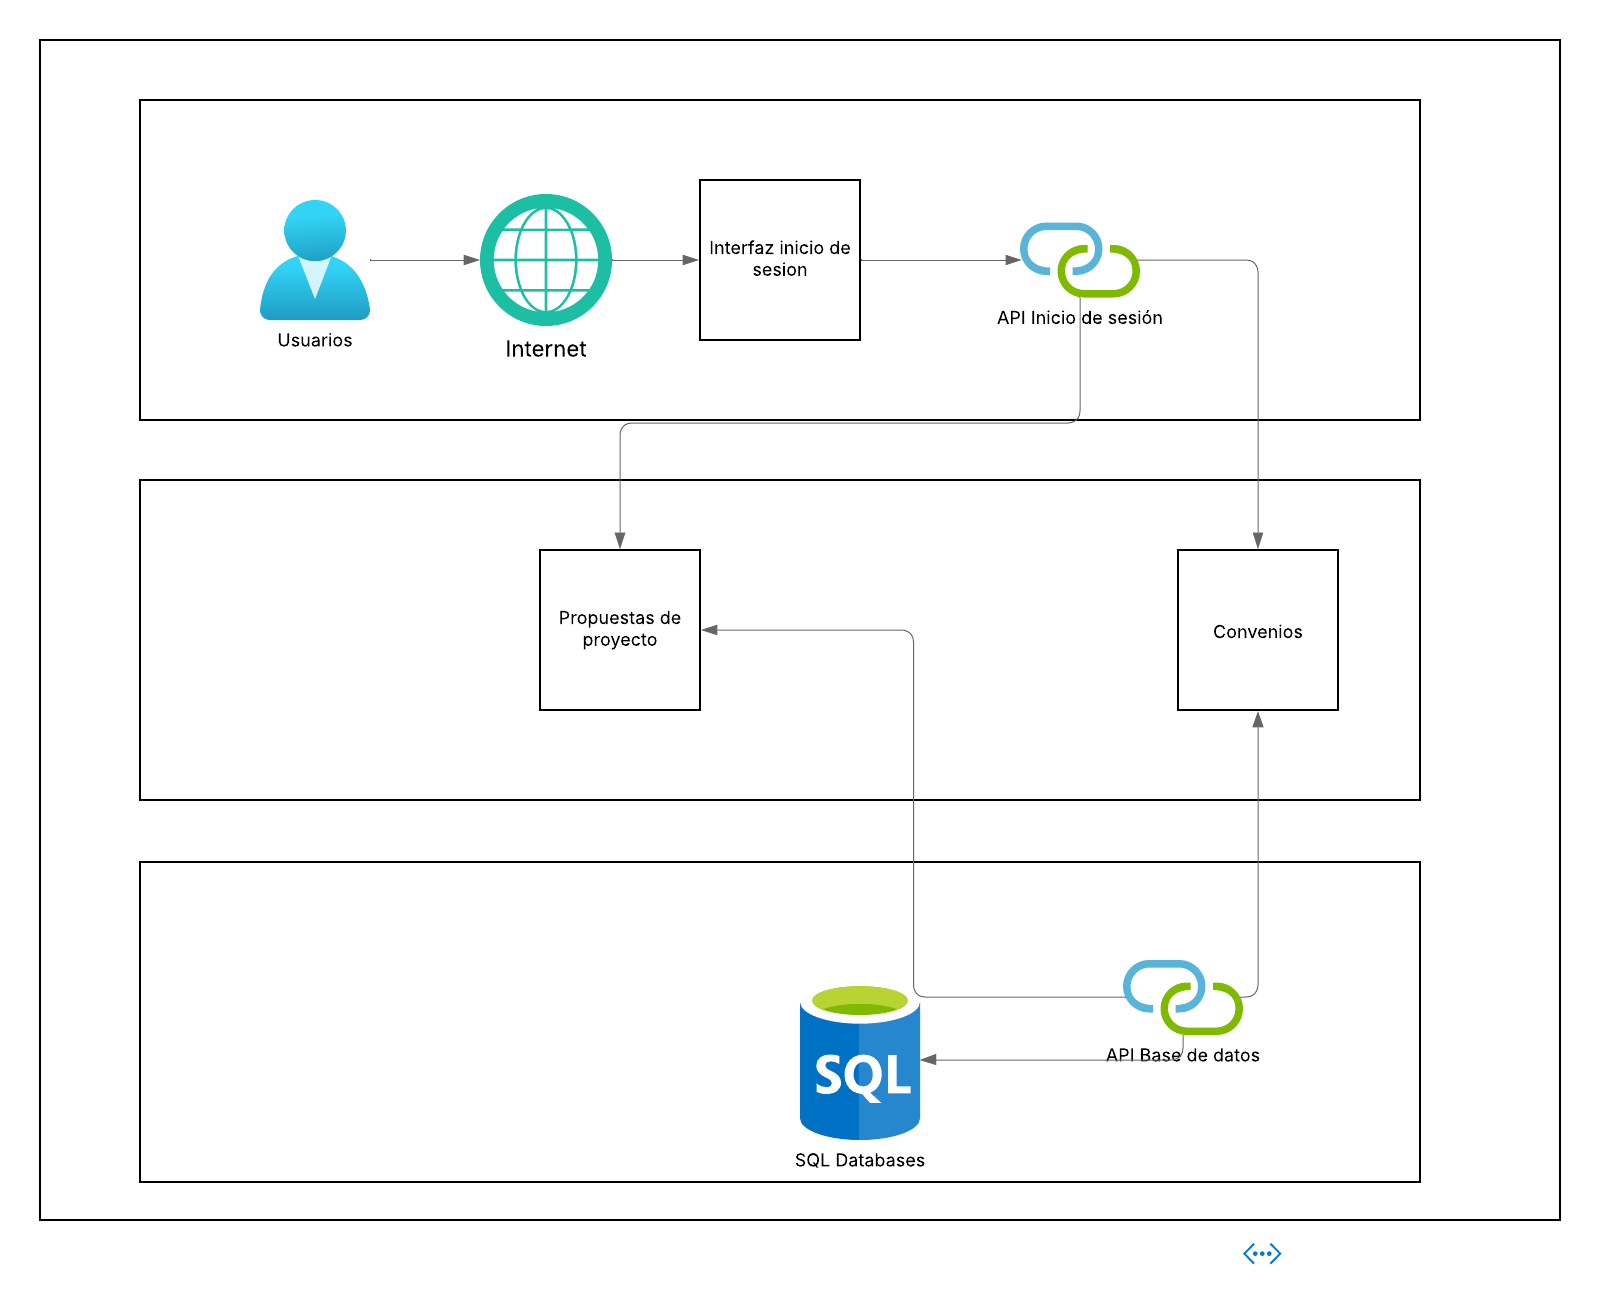 Usuarios
Internet
Interfaz inicio de
sesion
API Inicio de sesión
Propuestas de
proyecto
Convenios
API Base de datos
SQL
SQL Databases